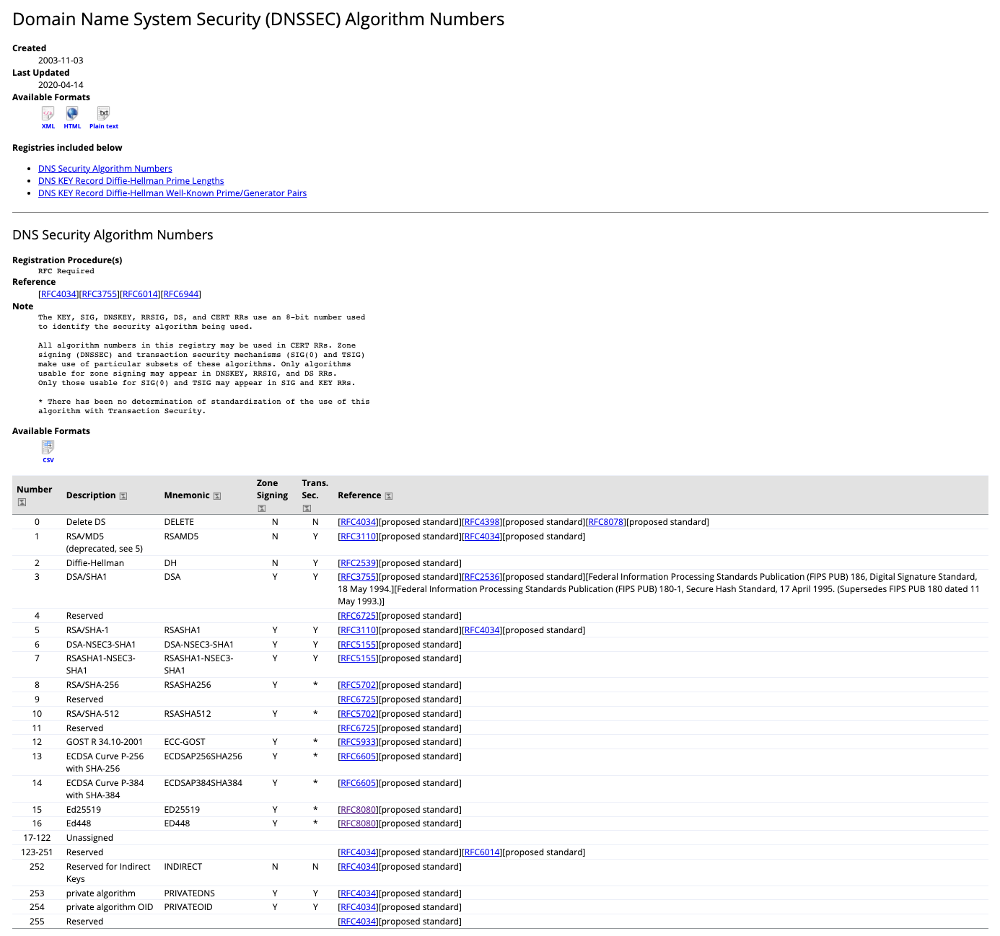 Domain Name System Security (DNSSEC) Algorithm Numbers
Created
2003-11-03
Last Updated
2020-04-14
Available Formats
XML HTML txt Plain text
Registries included below
• DNS Security Algorithm Numbers
• DNS KEY Record Diffie-Hellman Prime Lengths
• DNS KEY Record Diffie-Hellman Well-Known Prime/Generator Pairs
DNS Security Algorithm Numbers
Registration Procedure(s)
RFC Required
Reference
[RFC4034][RFC3755][RFC6014][RFC6944]
Note
The KEY, SIG, DNSKEY, RRSIG, DS, and CERT RRs use an 8-bit number used
to identify the security algorithm being used.
All algorithm numbers in this registry may be used in CERT RRs. Zone
signing (DNSSEC) and transaction security mechanisms (SIG(0) and TSIG)
make use of particular subsets of these algorithms. Only algorithms
usable for zone signing may appear in DNSKEY, RRSIG, and DS RRs.
Only those usable for SIG(0) and TSIG may appear in SIG and KEY RRs.
* There has been no determination of standardization of the use of this
algorithm with Transaction Security.
Available Formats
CSV
Number Description Mnemonic Zone Signing Trans. Sec. Reference
0 Delete DS DELETE N N [RFC4034][proposed standard][RFC4398][proposed standard][RFC8078][proposed standard]
1 RSA/MD5 RSAMD5 N Y [RFC3110][proposed standard][RFC4034][proposed standard]
(deprecated, see 5)
2 Diffie-Hellman DH N Y [RFC2539][proposed standard]
3 DSA/SHA1 DSA Y Y [RFC3755][proposed standard][RFC2536][proposed standard][Federal Information Processing Standards Publication (FIPS PUB) 186, Digital Signature Standard,
18 May 1994.][Federal Information Processing Standards Publication (FIPS PUB) 180-1, Secure Hash Standard, 17 April 1995. (Supersedes FIPS PUB 180 dated 11
May 1993.)]
4 Reserved [RFC6725][proposed standard]
5 RSA/SHA-1 RSASHA1 Y Y [RFC3110][proposed standard][RFC4034][proposed standard]
6 DSA-NSEC3-SHA1 DSA-NSEC3-SHA1 Y Y [RFC5155][proposed standard]
7 RSASHA1-NSEC3- RSASHA1-NSEC3- Y Y [RFC5155][proposed standard]
SHA1 SHA1
8 RSA/SHA-256 RSASHA256 Y * [RFC5702][proposed standard]
9 Reserved [RFC6725][proposed standard]
10 RSA/SHA-512 RSASHA512 Y * [RFC5702][proposed standard]
11 Reserved [RFC6725][proposed standard]
12 GOST R 34.10-2001 ECC-GOST Y * [RFC5933][proposed standard]
13 ECDSA Curve P-256 ECDSAP256SHA256 Y * [RFC6605][proposed standard]
with SHA-256
14 ECDSA Curve P-384 ECDSAP384SHA384 Y * [RFC6605][proposed standard]
with SHA-384
15 Ed25519 ED25519 Y * [RFC8080][proposed standard]
16 Ed448 ED448 Y * [RFC8080][proposed standard]
17-122 Unassigned
123-251 Reserved [RFC4034][proposed standard][RFC6014][proposed standard]
252 Reserved for Indirect INDIRECT N N [RFC4034][proposed standard]
Keys
253 private algorithm PRIVATEDNS Y Y [RFC4034][proposed standard]
254 private algorithm OID PRIVATEOID Y Y [RFC4034][proposed standard]
255 Reserved [RFC4034][proposed standard]